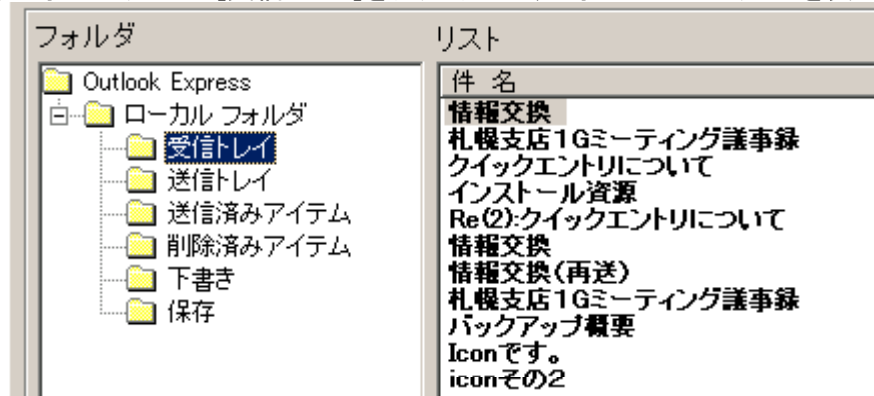 フォルダ
Outlook Express
ローカル フォルダ
受信トレイ
送信トレイ
送信済みアイテム
削除済みアイテム
下書き
保存
リスト
件 名
情報交換
札幌支店1Gミーティング議事録
クイックエントリについて
インストール資源
Re(2):クイックエントリについて
情報交換
情報交換(再送)
札幌支店1Gミーティング議事録
バックアップ概要
Iconです。
iconその2